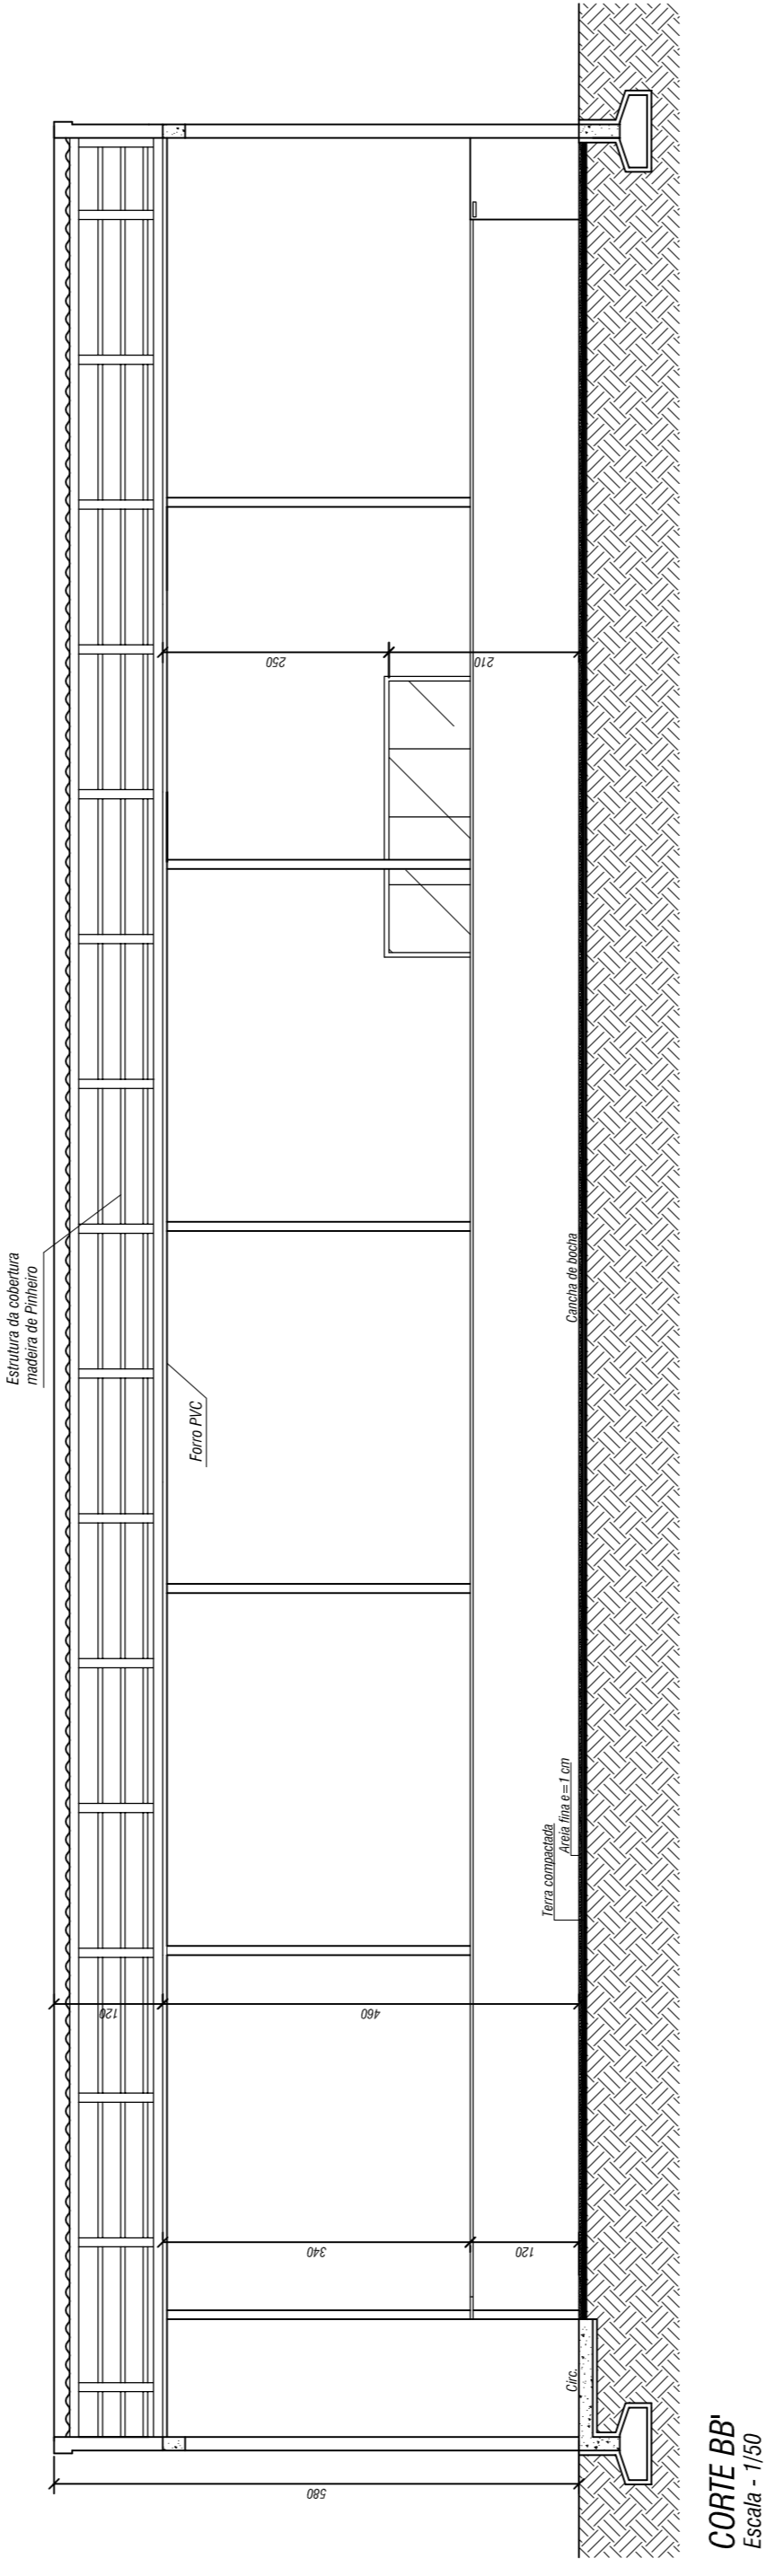 Estrutura da cobertura
madeira de Pinheiro
Forro PVC
250
210
Cancha de bocha
Terra compactada
Areia fina e=1 cm
120
460
340
120
Circ.
580
CORTE BB'
Escala - 1/50